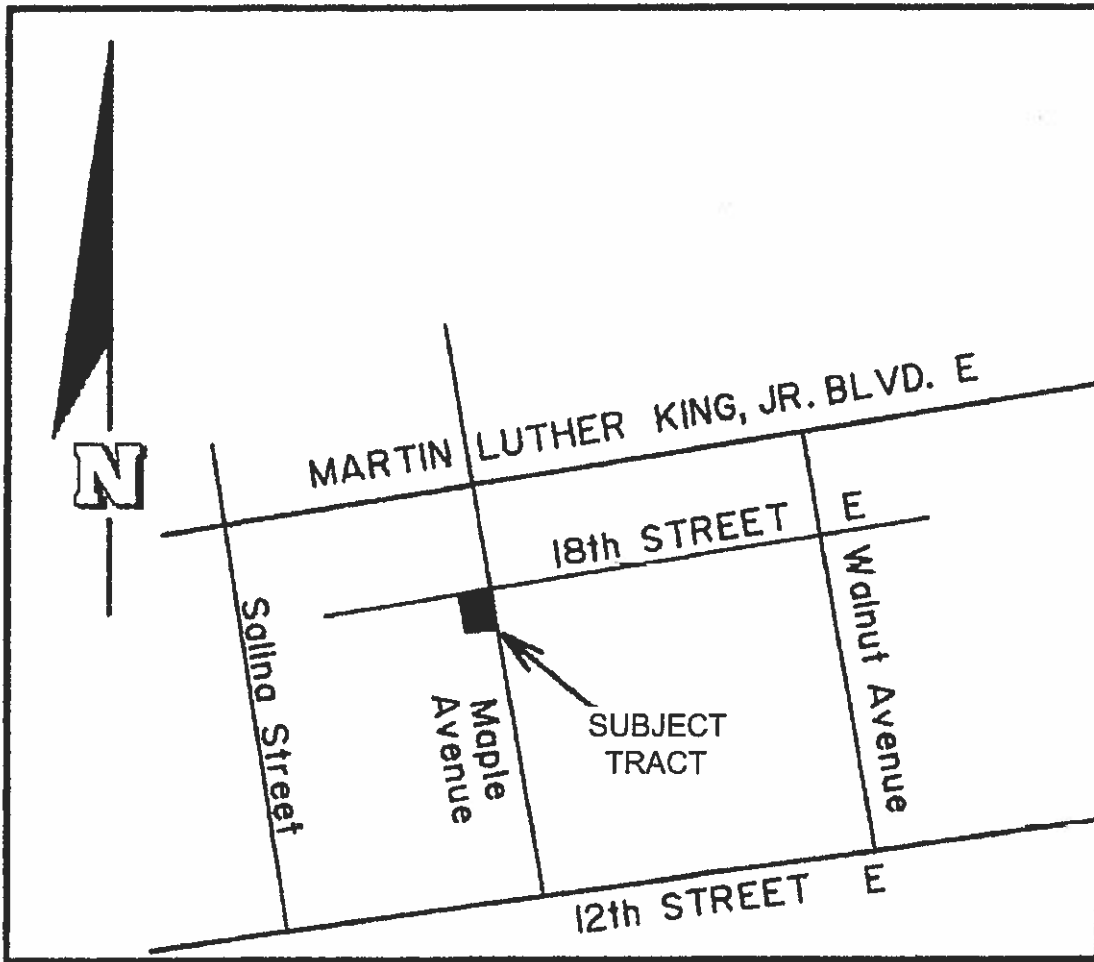 N
MARTIN LUTHER KING, JR. BLVD. E
18th STREET E
Salina Street
Maple
Avenue
Walnut Avenue
SUBJECT
TRACT
12th STREET E